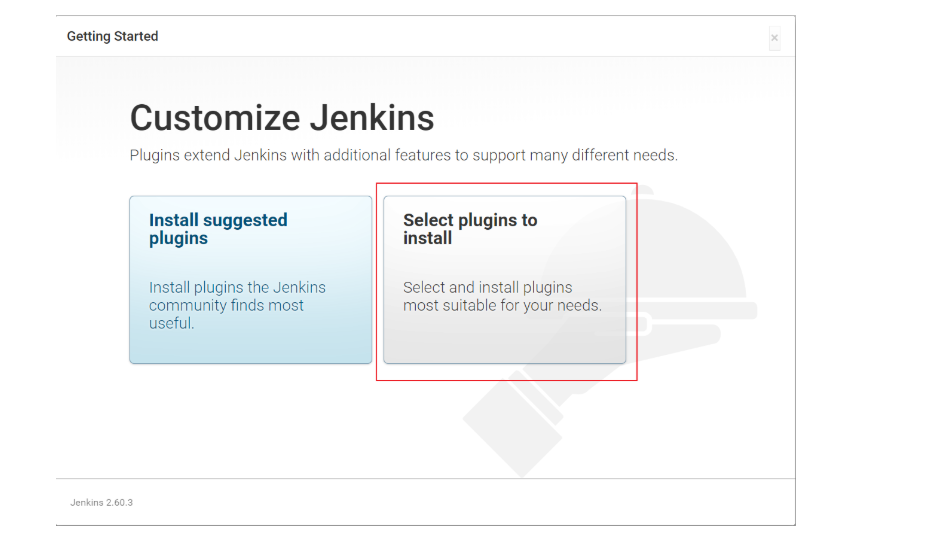 Getting Started
×
Customize Jenkins
Plugins extend Jenkins with additional features to support many different needs.
Install suggested
plugins
Install plugins the Jenkins
community finds most
useful.
Select plugins to
install
Select and install plugins
most suitable for your needs.
Jenkins 2.60.3